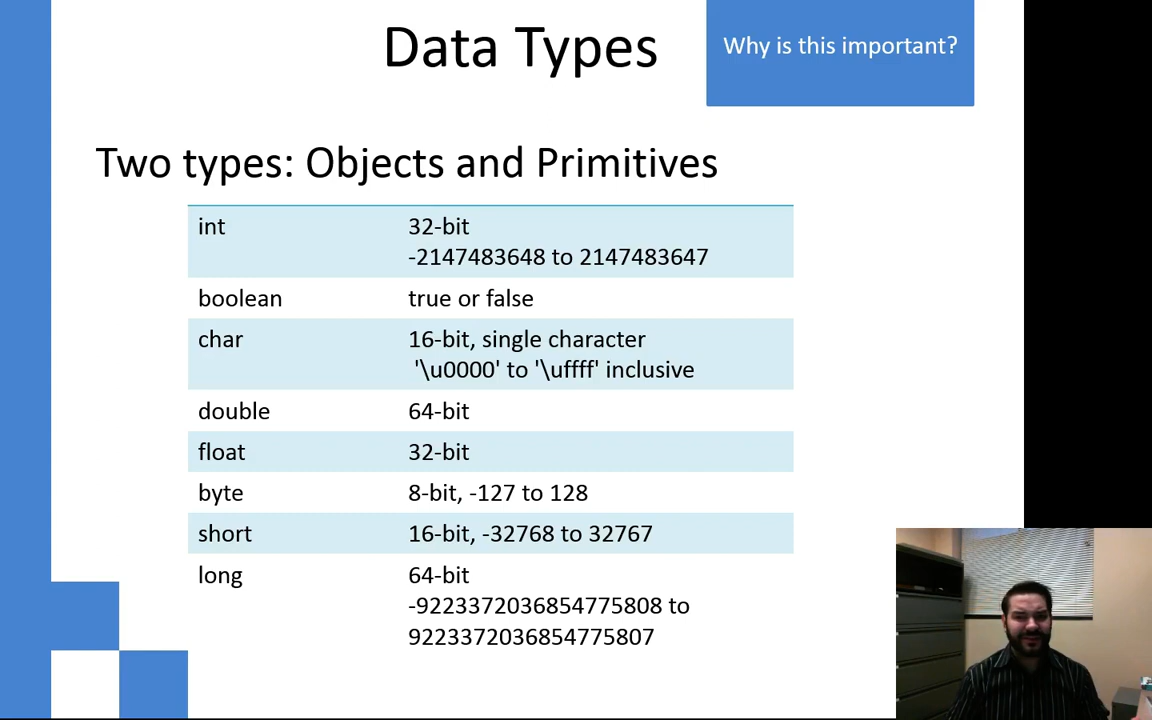 Data Types
Why is this important?
Two types: Objects and Primitives
int
32-bit
-2147483648 to 2147483647
boolean
true or false
char
16-bit, single character
'\u0000' to '\uffff' inclusive
double
64-bit
float
32-bit
byte
8-bit, -127 to 128
short
16-bit, -32768 to 32767
long
64-bit
-9223372036854775808 to
9223372036854775807